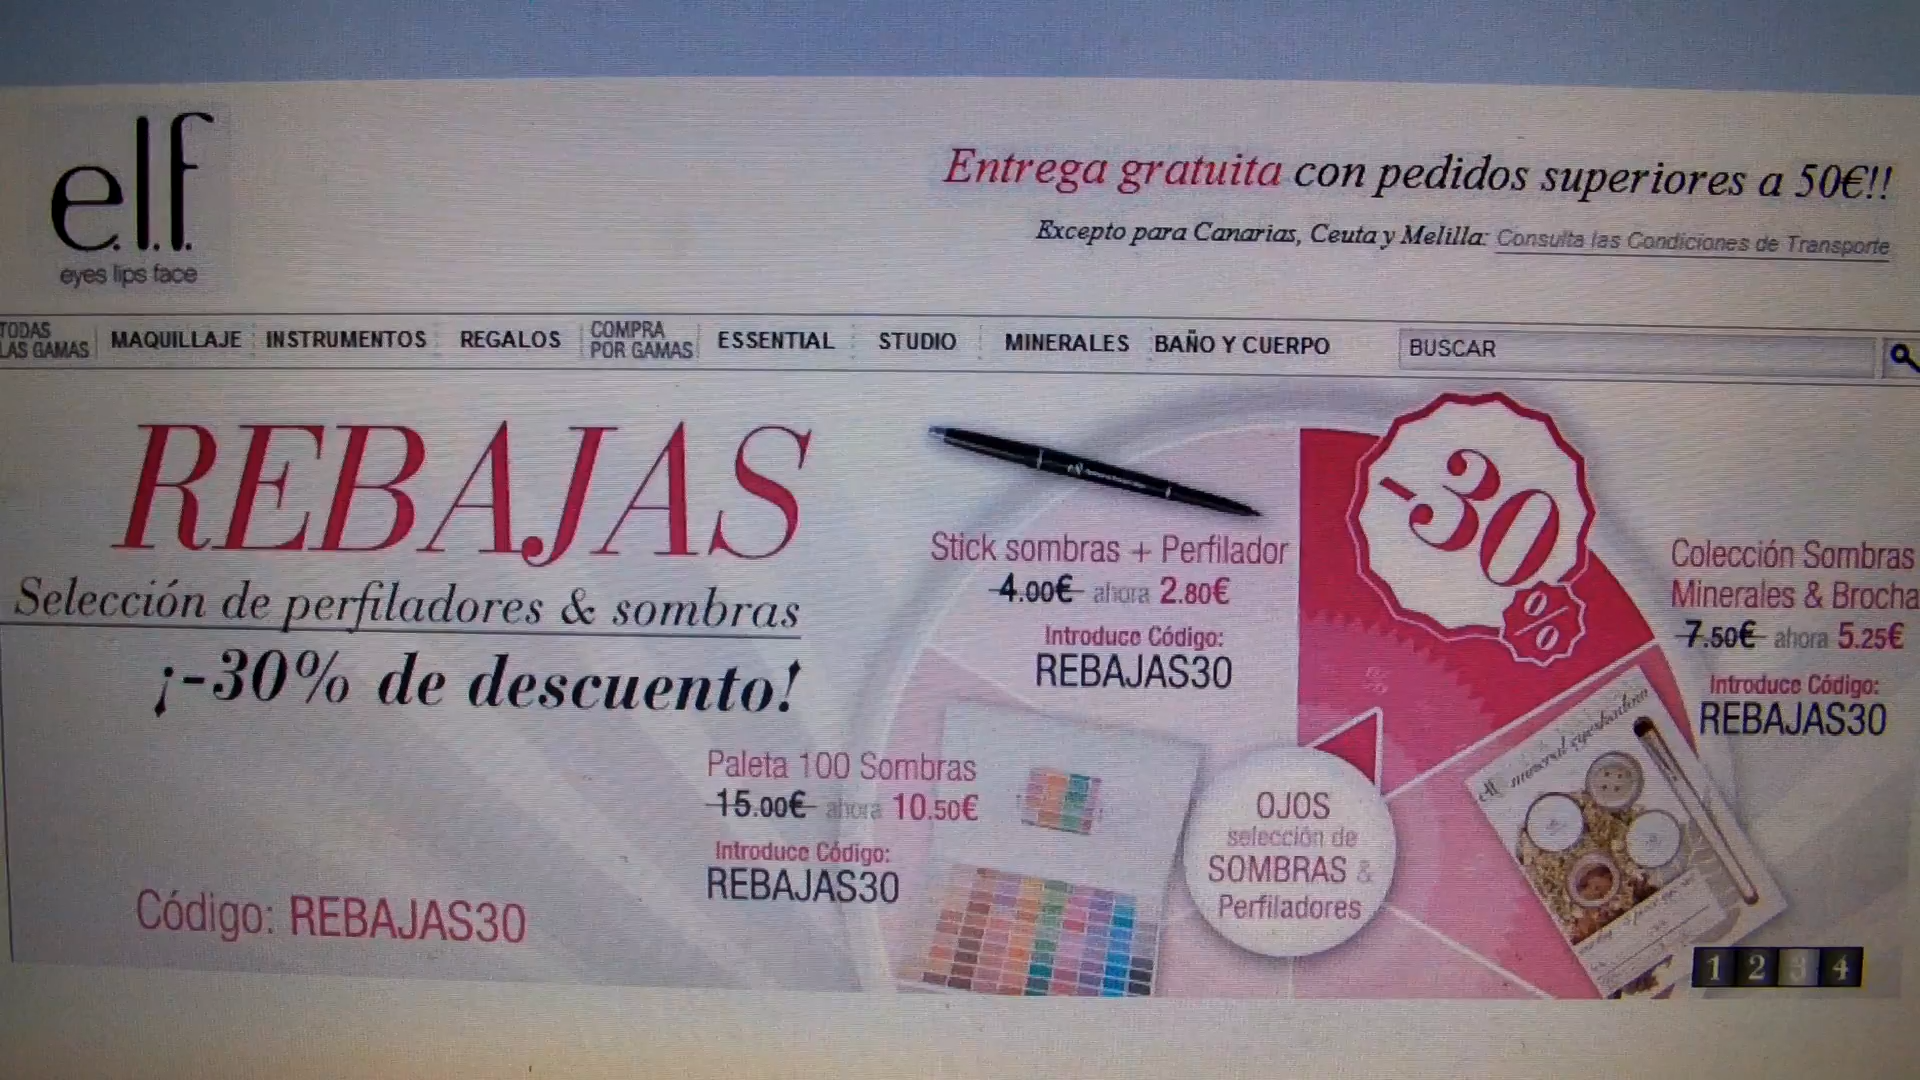 e.l.f.
eyes lips face
Entrega gratuita con pedidos superiores a 50€!!
Excepto para Canarias, Ceuta y Melilla: Consulta las Condiciones de Transporte
TODAS
LAS GAMAS
MAQUILLAJE
INSTRUMENTOS
REGALOS
COMPRA
POR GAMAS
ESSENTIAL
STUDIO
MINERALES
BAÑO Y CUERPO
BUSCAR
REBAJAS
Selección de perfiladores & sombras
¡-30% de descuento!
Código: REBAJAS30
Stick sombras + Perfilador
4.00€ ahora 2.80€
Introduce Código:
REBAJAS30
-30
%
Colección Sombras
Minerales & Brocha
7.50€ ahora 5.25€
Introduce Código:
REBAJAS30
Paleta 100 Sombras
15.00€ ahora 10.50€
Introduce Código:
REBAJAS30
OJOS
selección de
SOMBRAS &
Perfiladores
elf mineral eyeshadow
1 2 3 4